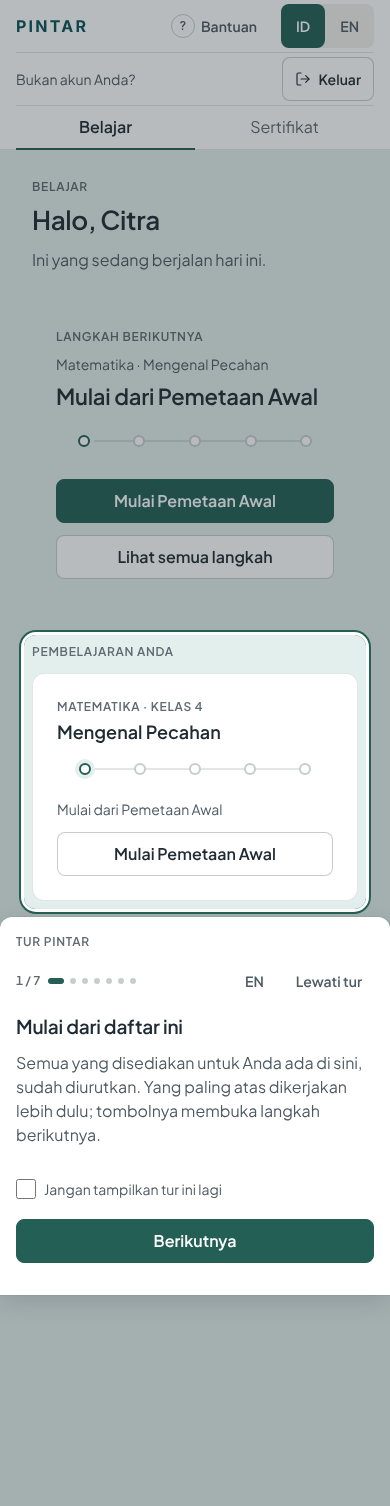 PINTAR
? Bantuan
ID EN
Bukan akun Anda?
Keluar
Belajar
Sertifikat
BELAJAR
Halo, Citra
Ini yang sedang berjalan hari ini.
LANGKAH BERIKUTNYA
Matematika · Mengenal Pecahan
Mulai dari Pemetaan Awal
Mulai Pemetaan Awal
Lihat semua langkah
PEMBELAJARAN ANDA
MATEMATIKA · KELAS 4
Mengenal Pecahan
Mulai dari Pemetaan Awal
Mulai Pemetaan Awal
TUR PINTAR
1 / 7
EN
Lewati tur
Mulai dari daftar ini
Semua yang disediakan untuk Anda ada di sini,
sudah diurutkan. Yang paling atas dikerjakan
lebih dulu; tombolnya membuka langkah
berikutnya.
Jangan tampilkan tur ini lagi
Berikutnya